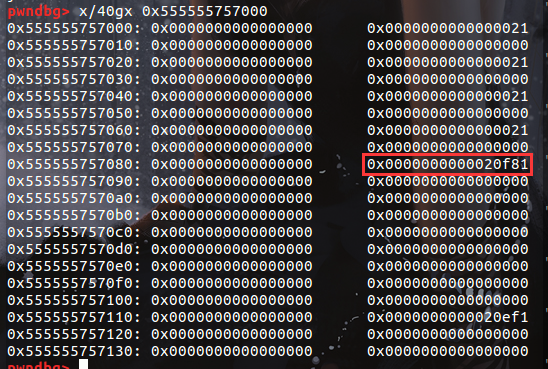 pwndbg> x/40gx 0x555555757000
0x555555757000: 0x0000000000000000 0x0000000000000021
0x555555757010: 0x0000000000000000 0x0000000000000000
0x555555757020: 0x0000000000000000 0x0000000000000021
0x555555757030: 0x0000000000000000 0x0000000000000000
0x555555757040: 0x0000000000000000 0x0000000000000021
0x555555757050: 0x0000000000000000 0x0000000000000000
0x555555757060: 0x0000000000000000 0x0000000000000021
0x555555757070: 0x0000000000000000 0x0000000000000000
0x555555757080: 0x0000000000000000 0x0000000000020f81
0x555555757090: 0x0000000000000000 0x0000000000000000
0x5555557570a0: 0x0000000000000000 0x0000000000000000
0x5555557570b0: 0x0000000000000000 0x0000000000000000
0x5555557570c0: 0x0000000000000000 0x0000000000000000
0x5555557570d0: 0x0000000000000000 0x0000000000000000
0x5555557570e0: 0x0000000000000000 0x0000000000000000
0x5555557570f0: 0x0000000000000000 0x0000000000000000
0x555555757100: 0x0000000000000000 0x0000000000000000
0x555555757110: 0x0000000000000000 0x0000000000020ef1
0x555555757120: 0x0000000000000000 0x0000000000000000
0x555555757130: 0x0000000000000000 0x0000000000000000
pwndbg>